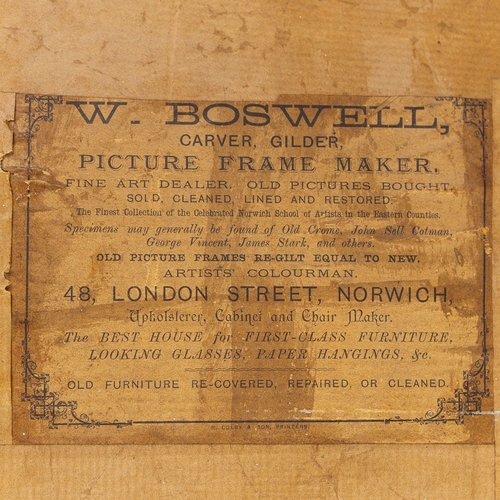 W. BOSWELL,
CARVER, GILDER,
PICTURE FRAME MAKER.
FINE ART DEALER. OLD PICTURES BOUGHT,
SOLD, CLEANED, LINED AND RESTORED.
The Finest Collection of the Celebrated Norwich School of Artists in the Eastern Counties.
Specimens may generally be found of Old Crome, John Sell Cotman,
George Vincent, James Stark, and others.
OLD PICTURE FRAMES RE-GILT EQUAL TO NEW.
ARTISTS' COLOURMAN.
48, LONDON STREET, NORWICH,
Upholsterer, Cabinet and Chair Maker.
The BEST HOUSE for FIRST-CLASS FURNITURE,
LOOKING GLASSES, PAPER HANGINGS, &c.
OLD FURNITURE RE-COVERED, REPAIRED, OR CLEANED.
COLBY & SON, PRINTERS